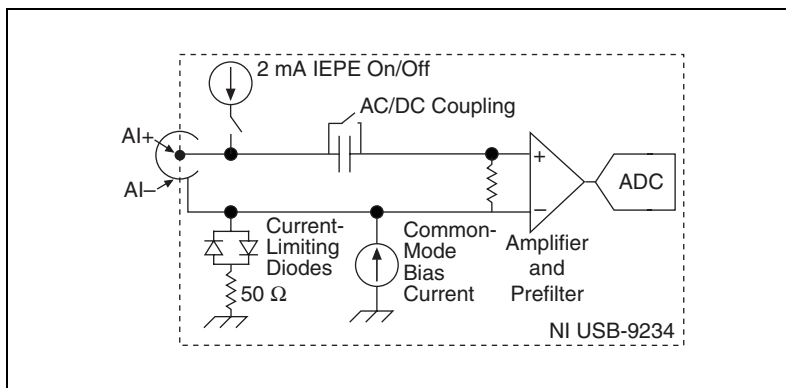 2 mA IEPE On/Off
AC/DC Coupling
AI+
AI–
+
–
ADC
Current-
Limiting
Diodes
50 Ω
Common-
Mode
Bias
Current
Amplifier
and
Prefilter
NI USB-9234